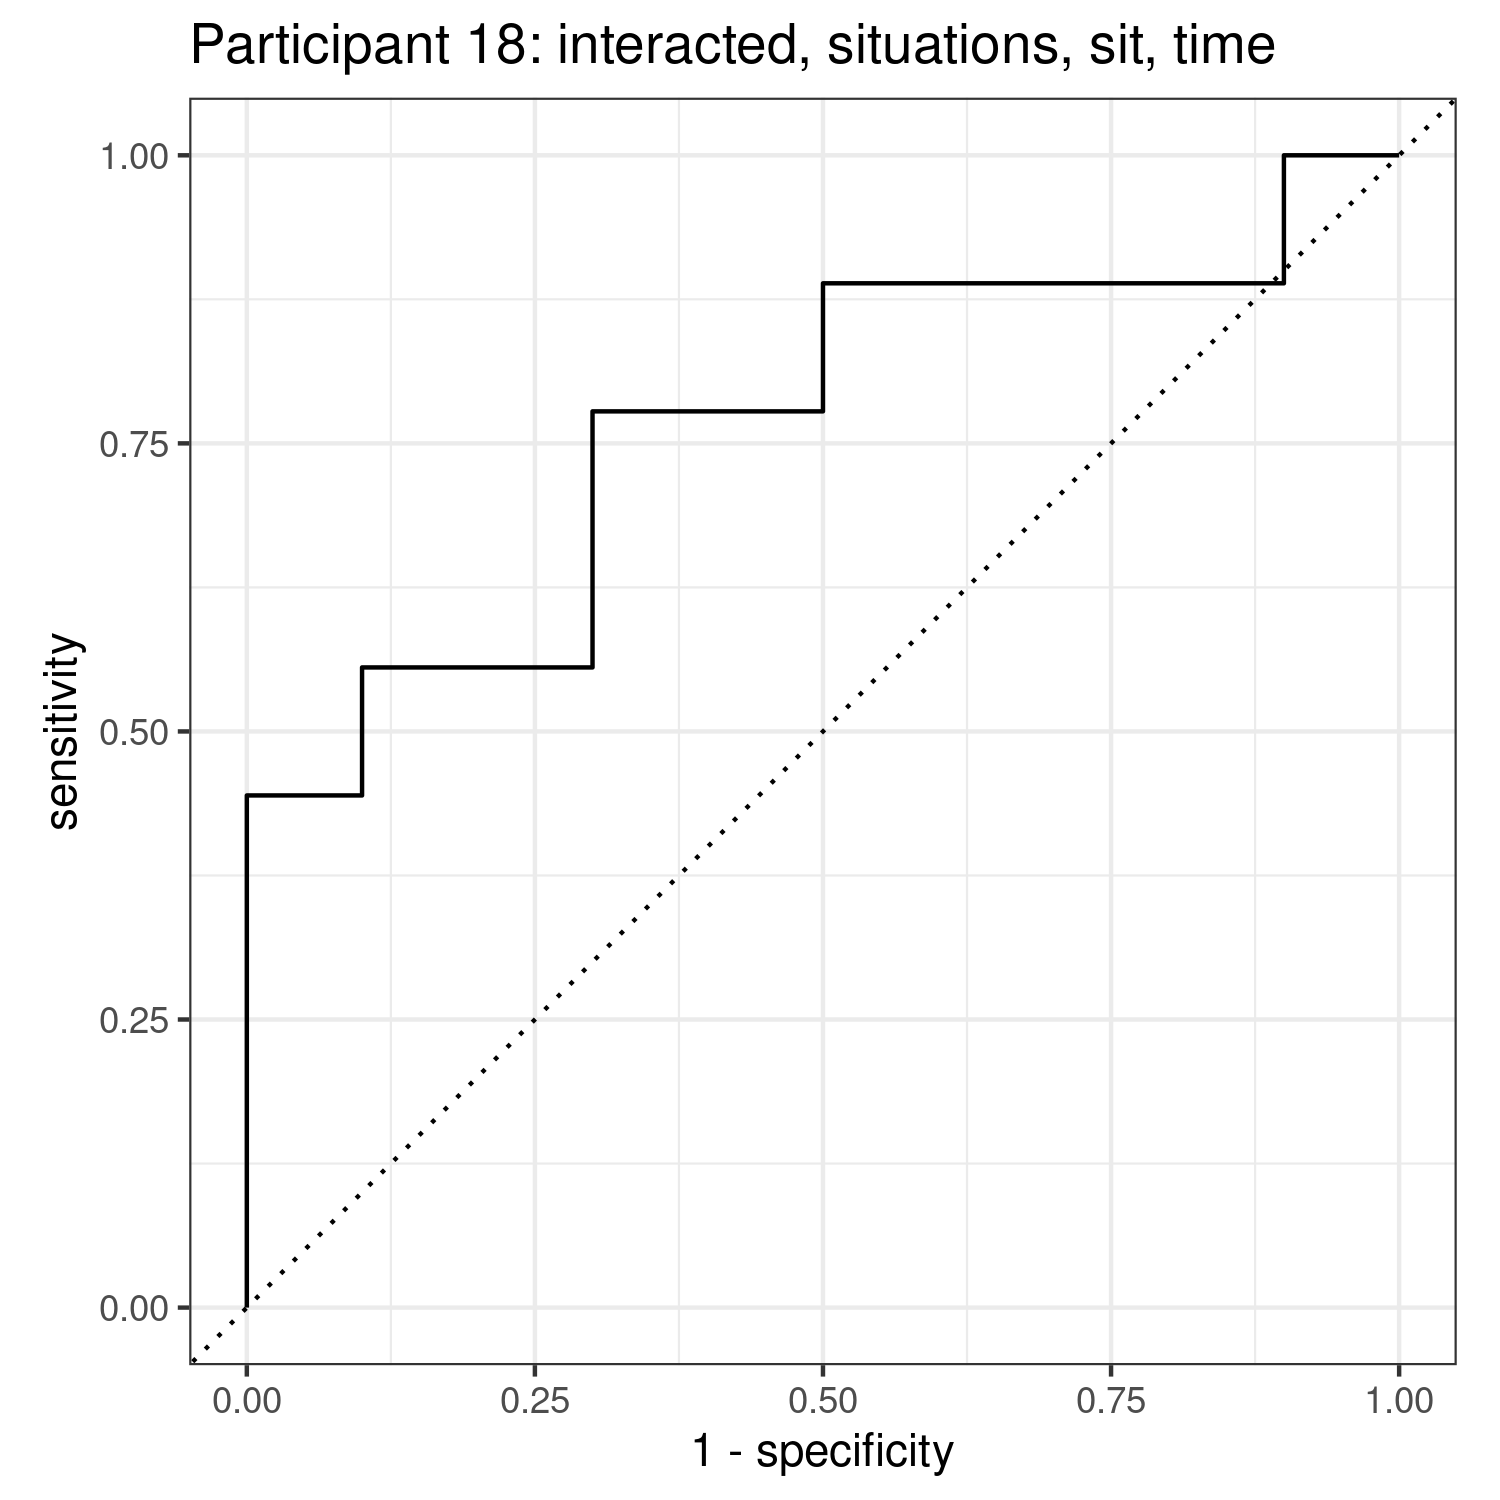 Participant 18: interacted, situations, sit, time
1.00
0.75
0.50
0.25
0.00
sensitivity
0.00 0.25 0.50 0.75 1.00
1 - specificity